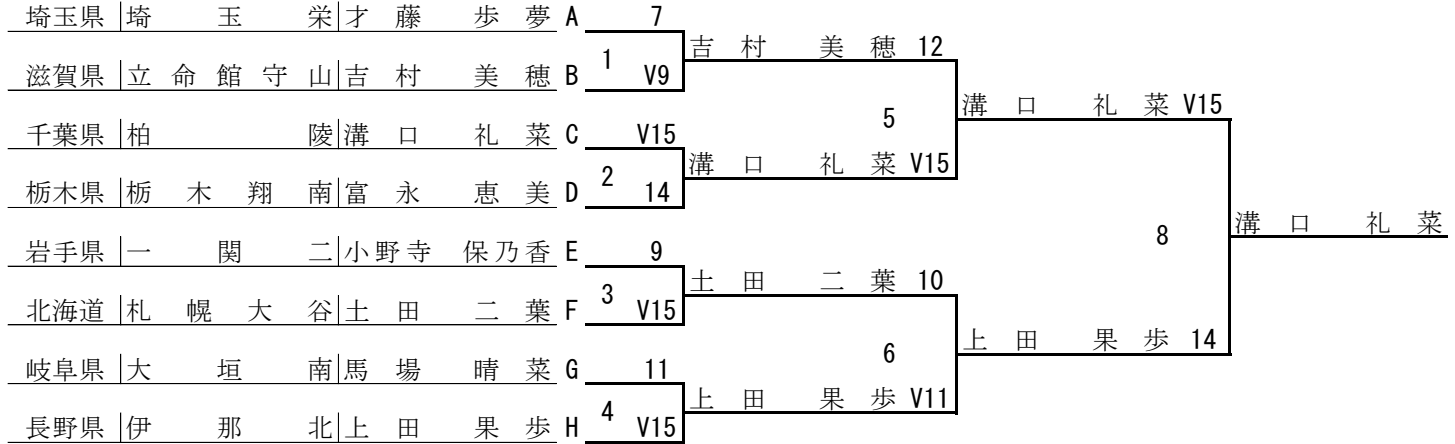 埼玉県 埼玉栄 才藤歩夢 A 7
吉村美穂 12
1
滋賀県 立命館守山 吉村美穂 B V9
溝口礼菜 V15
5
千葉県 柏陵 溝口礼菜 C V15
溝口礼菜 V15
2
栃木県 栃木翔南 富永恵美 D 14
溝口礼菜
8
岩手県 一関二 小野寺保乃香 E 9
土田二葉 10
3
北海道 札幌大谷 土田二葉 F V15
上田果歩 14
6
岐阜県 大垣南 馬場晴菜 G 11
上田果歩 V11
4
長野県 伊那北 上田果歩 H V15